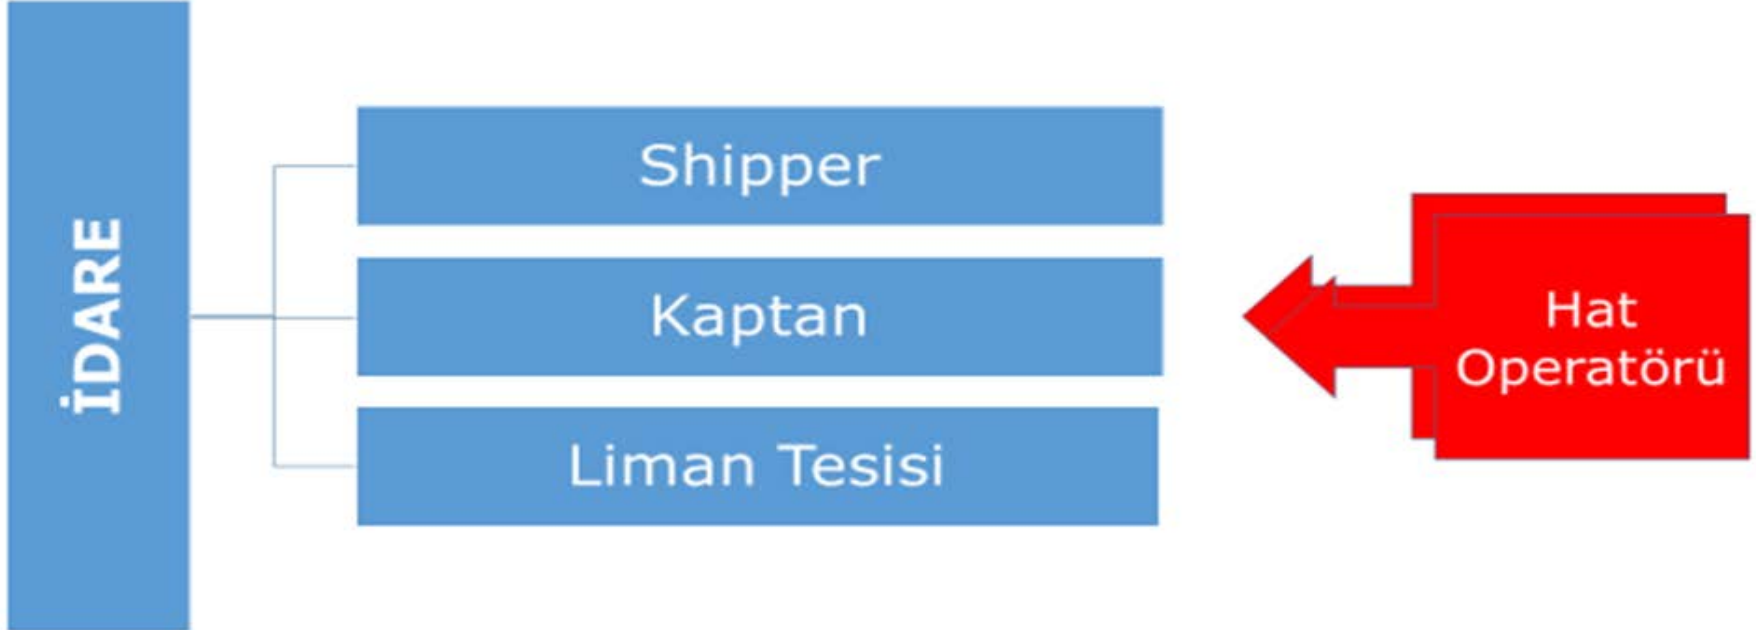 İDARE
Shipper
Kaptan
Liman Tesisi
Hat
Operatörü